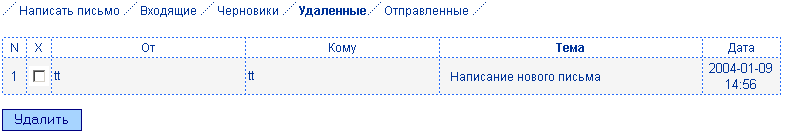 Написать письмо Входящие Черновики Удаленные Отправленные
N X От Кому Тема Дата
1 tt tt Написание нового письма 2004-01-09
14:56
Удалить